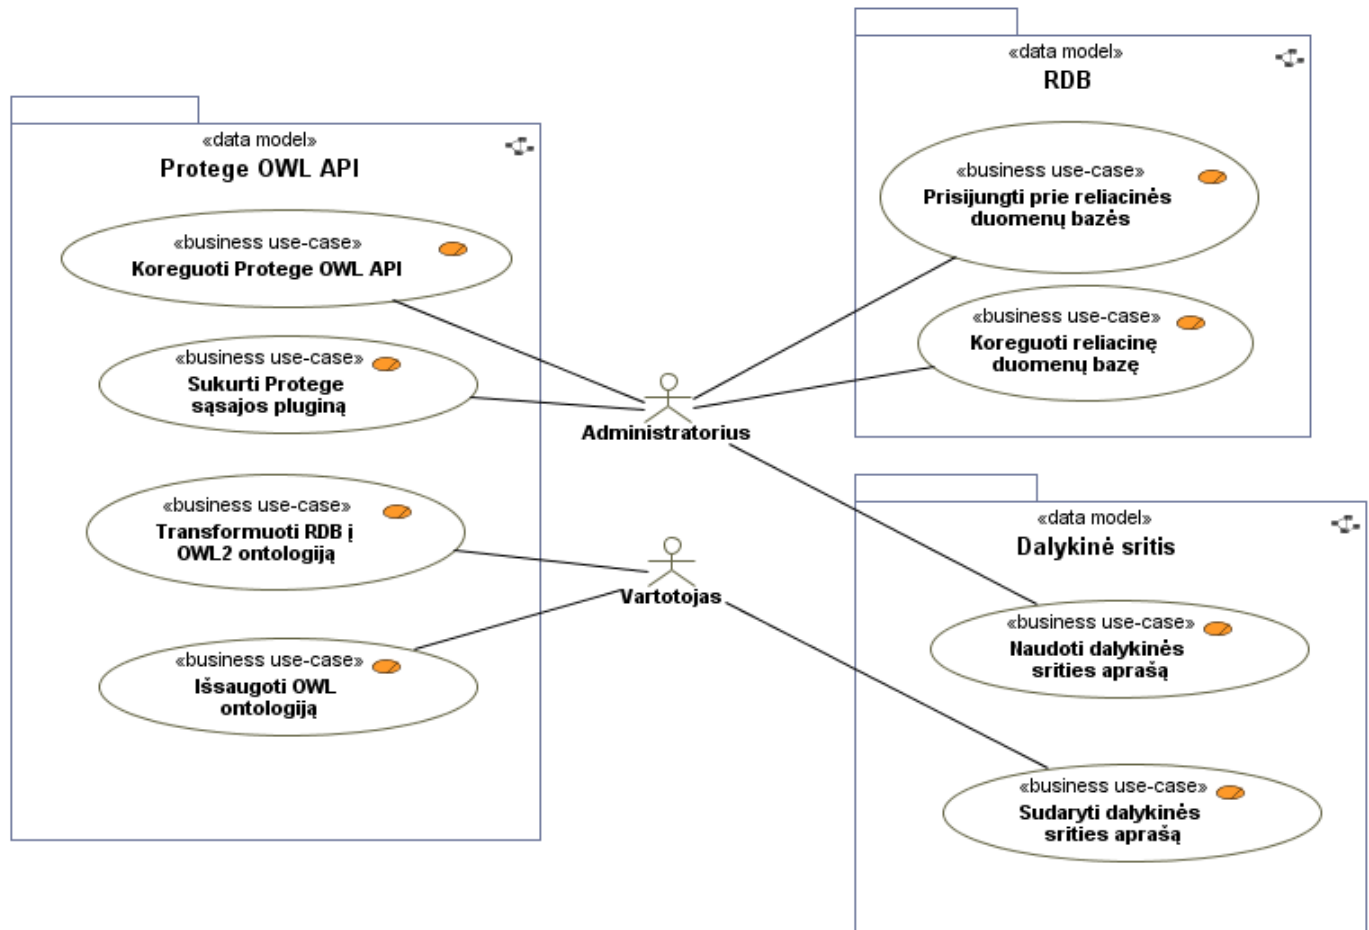 «data model»
Protege OWL API
«business use-case»
Koreguoti Protege OWL API
«business use-case»
Sukurti Protege
sąsajos pluginą
«business use-case»
Transformuoti RDB į
OWL2 ontologiją
«business use-case»
Išsaugoti OWL
ontologiją
Administratorius
Vartotojas
«data model»
RDB
«business use-case»
Prisijungti prie reliacinės
duomenų bazės
«business use-case»
Koreguoti reliacinę
duomenų bazę
«data model»
Dalykinė sritis
«business use-case»
Naudoti dalykinės
srities aprašą
«business use-case»
Sudaryti dalykinės
srities aprašą